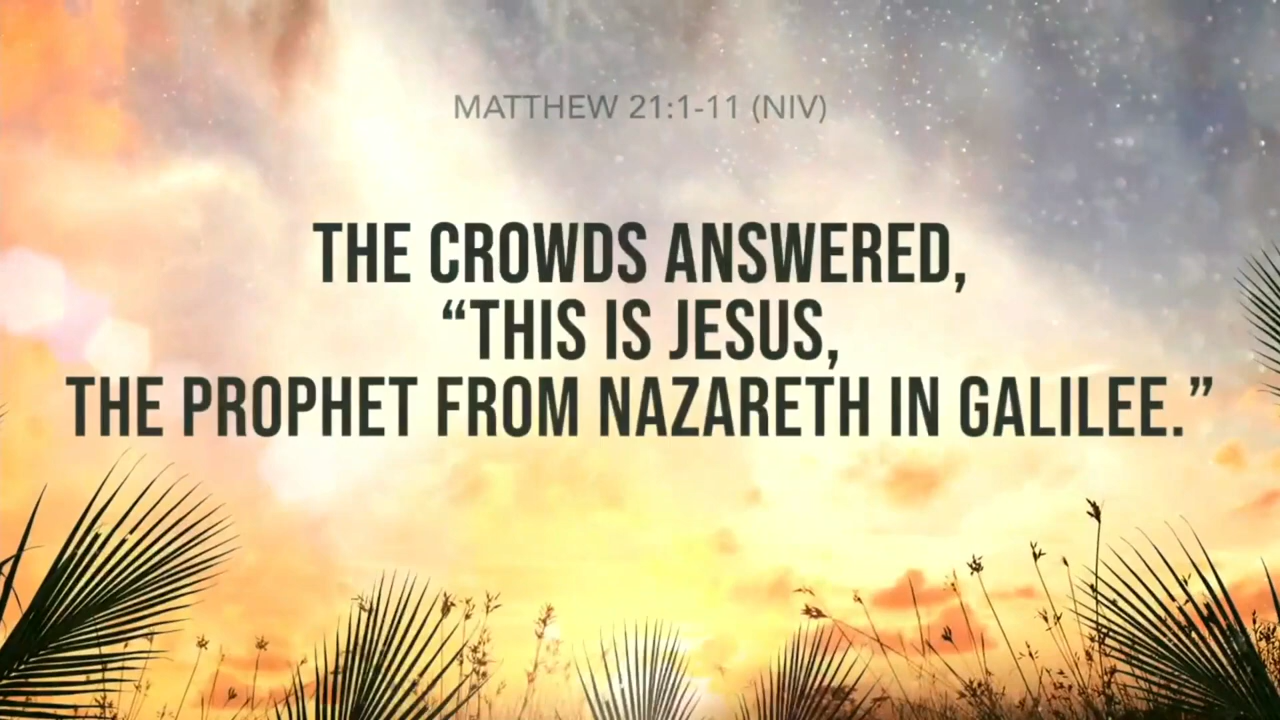 MATTHEW 21:1-11 (NIV)
THE CROWDS ANSWERED,
“THIS IS JESUS,
THE PROPHET FROM NAZARETH IN GALILEE.”